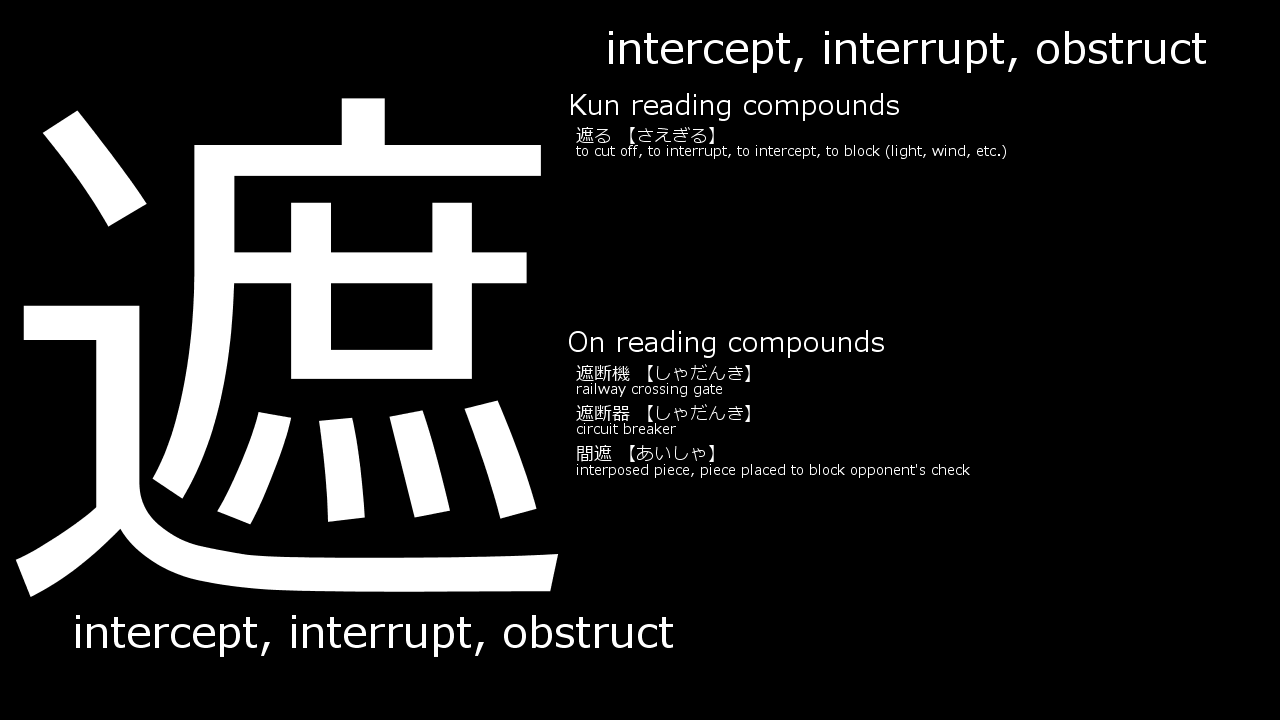 遮
intercept, interrupt, obstruct
intercept, interrupt, obstruct
Kun reading compounds
遮る 【さえぎる】
to cut off, to interrupt, to intercept, to block (light, wind, etc.)
On reading compounds
遮断機 【しゃだんき】
railway crossing gate
遮断器 【しゃだんき】
circuit breaker
間遮 【あいしゃ】
interposed piece, piece placed to block opponent's check